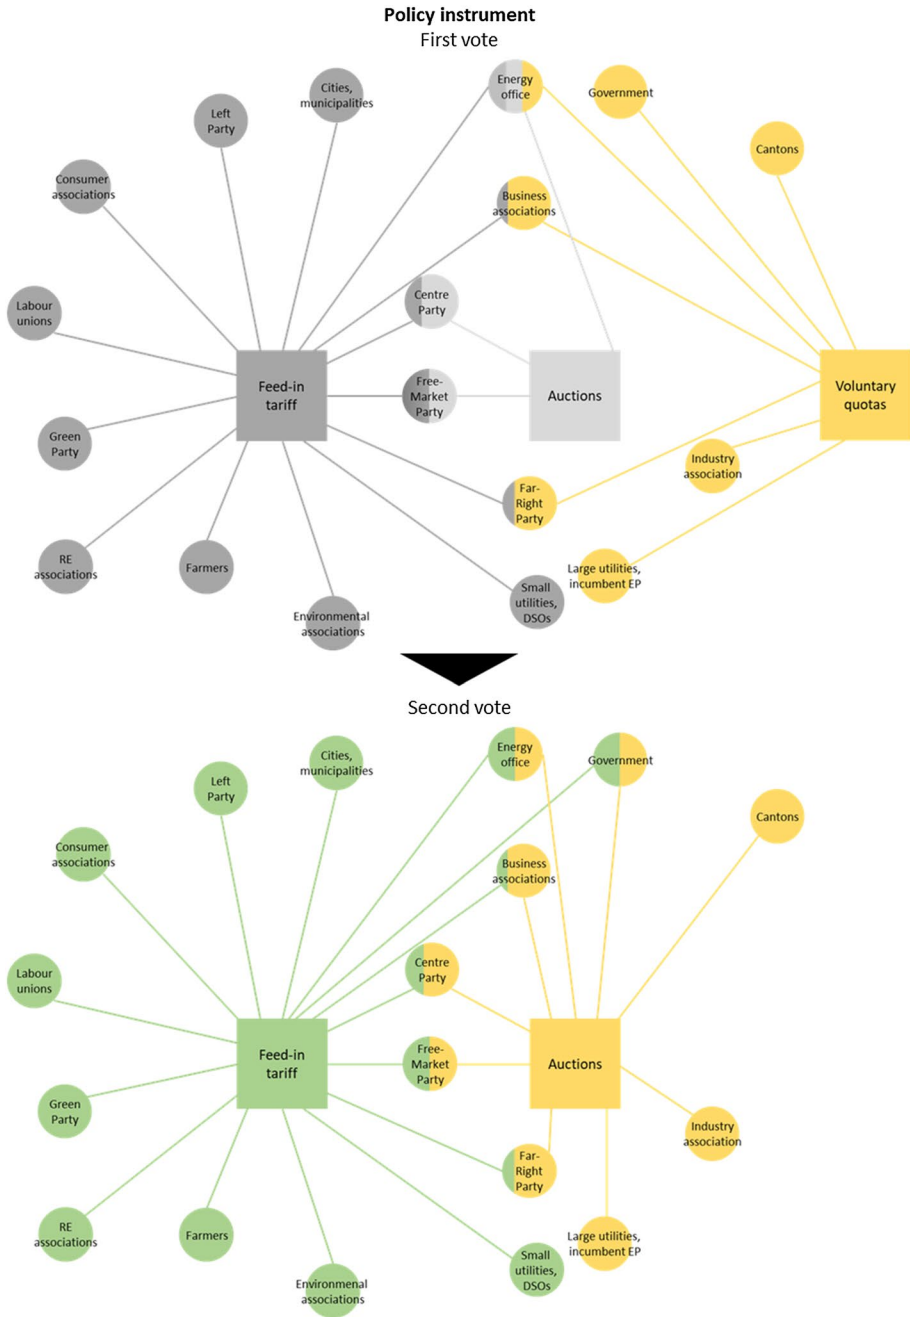 Policy instrument
First vote
Energy
office
Government
Cities,
municipalities
Left
Party
Cantons
Consumer
associations
Business
associations
Labour
unions
Centre
Party
Feed-in
tariff
Free-
Market
Party
Auctions
Voluntary
quotas
Green
Party
Industry
association
Far-
Right
Party
RE
associations
Farmers
Large utilities,
incumbent EP
Small
utilities,
DSOs
Environmental
associations
Second vote
Energy
office
Government
Cities,
municipalities
Left
Party
Cantons
Consumer
associations
Business
associations
Labour
unions
Centre
Party
Feed-in
tariff
Free-
Market
Party
Auctions
Green
Party
Industry
association
Far-
Right
Party
RE
associations
Farmers
Large utilities,
incumbent EP
Small
utilities,
DSOs
Environmenal
associations